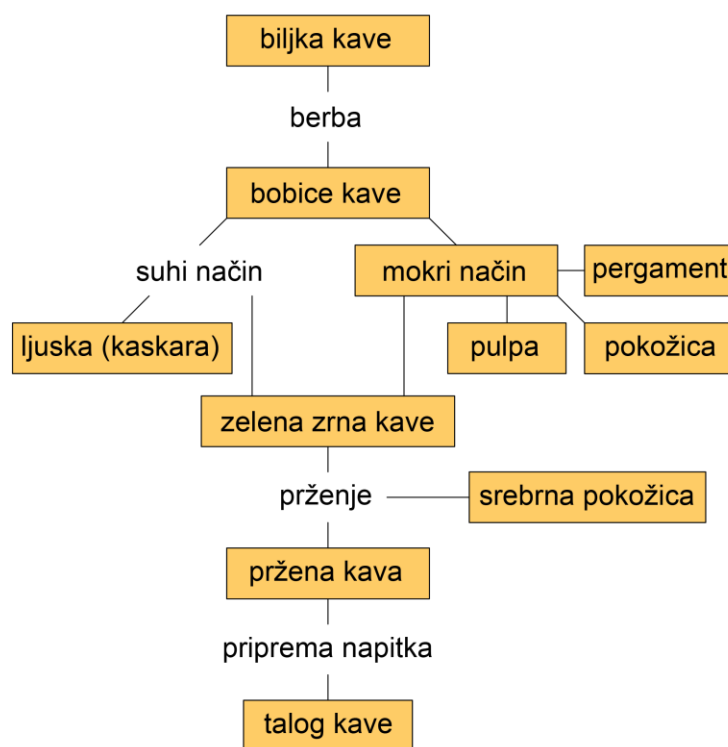 biljka kave
berba
bobice kave
suhi način
mokri način
pergament
ljuska (kaskara)
pulpa
pokožica
zelena zrna kave
prženje
srebrna pokožica
pržena kava
priprema napitka
talog kave